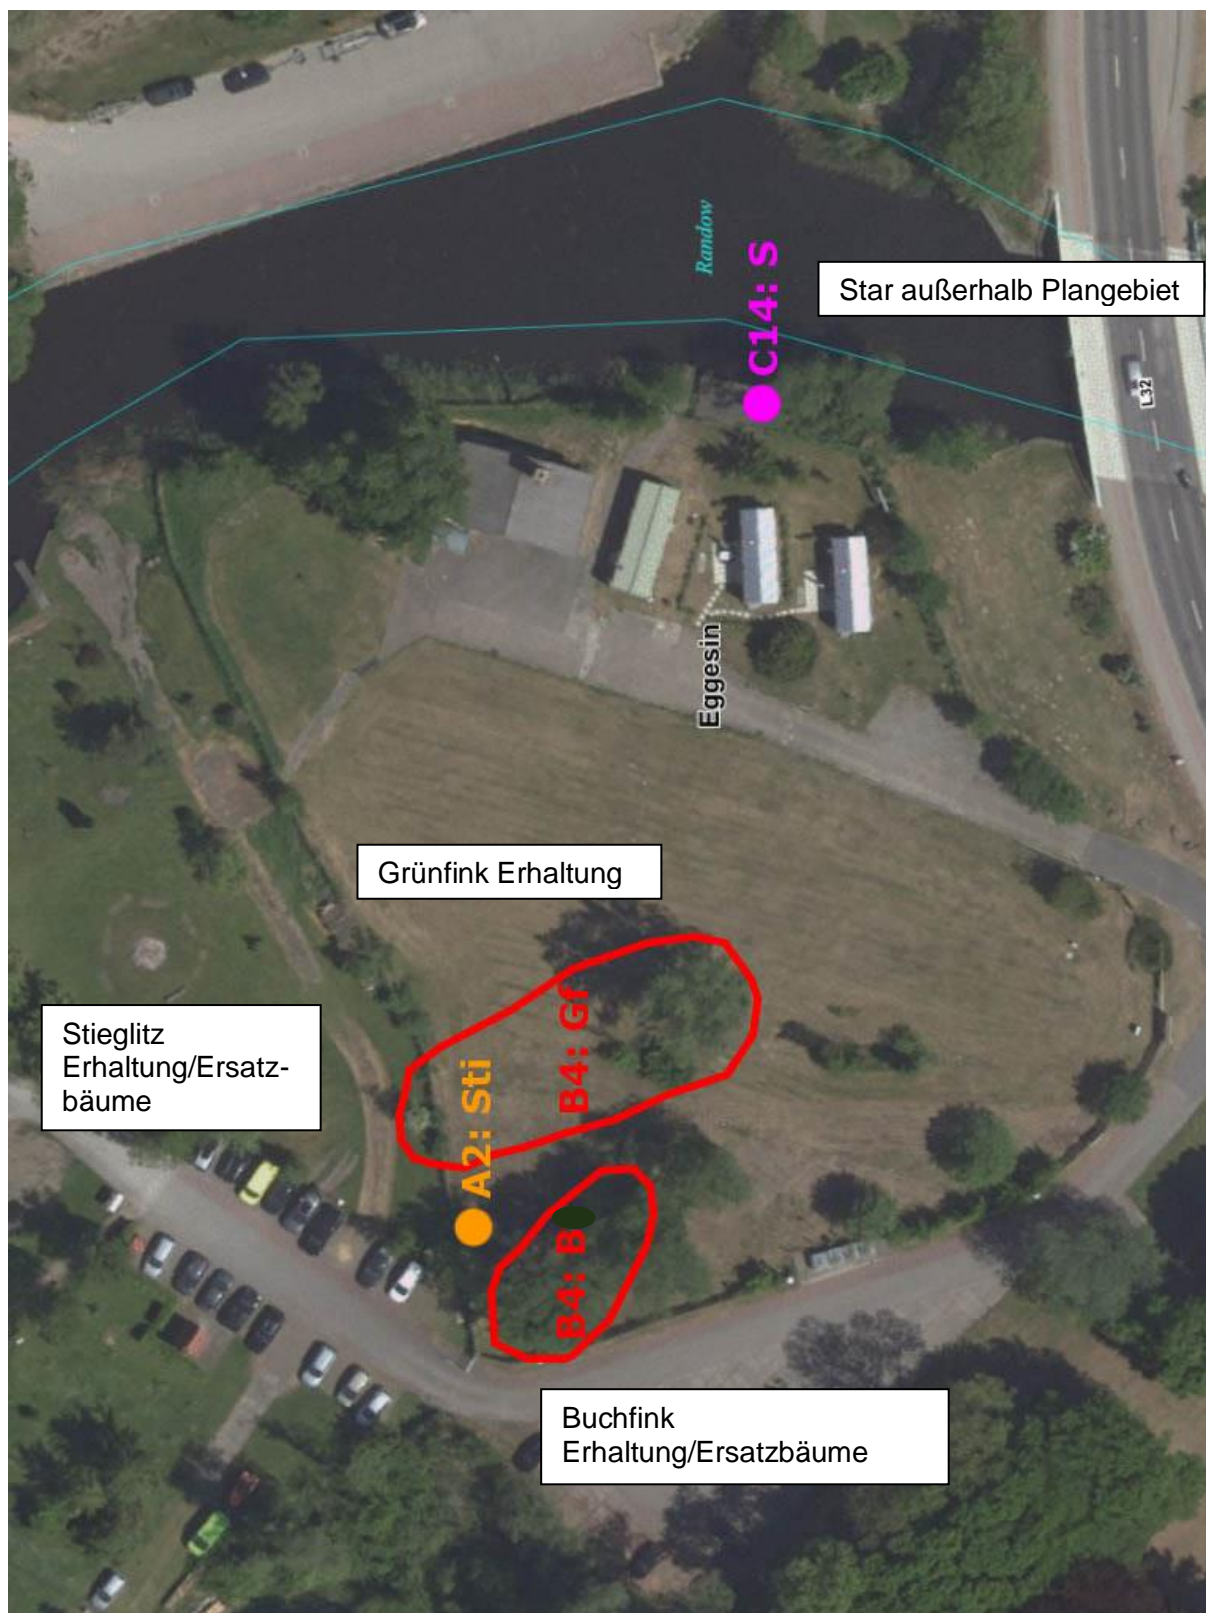 Randow
C14: S
Star außerhalb Plangebiet
L32
Eggesin
Grünfink Erhaltung
Stieglitz
Erhaltung/Ersatz-
bäume
B4: Gf
A2: Sti
B4: B
Buchfink
Erhaltung/Ersatzbäume